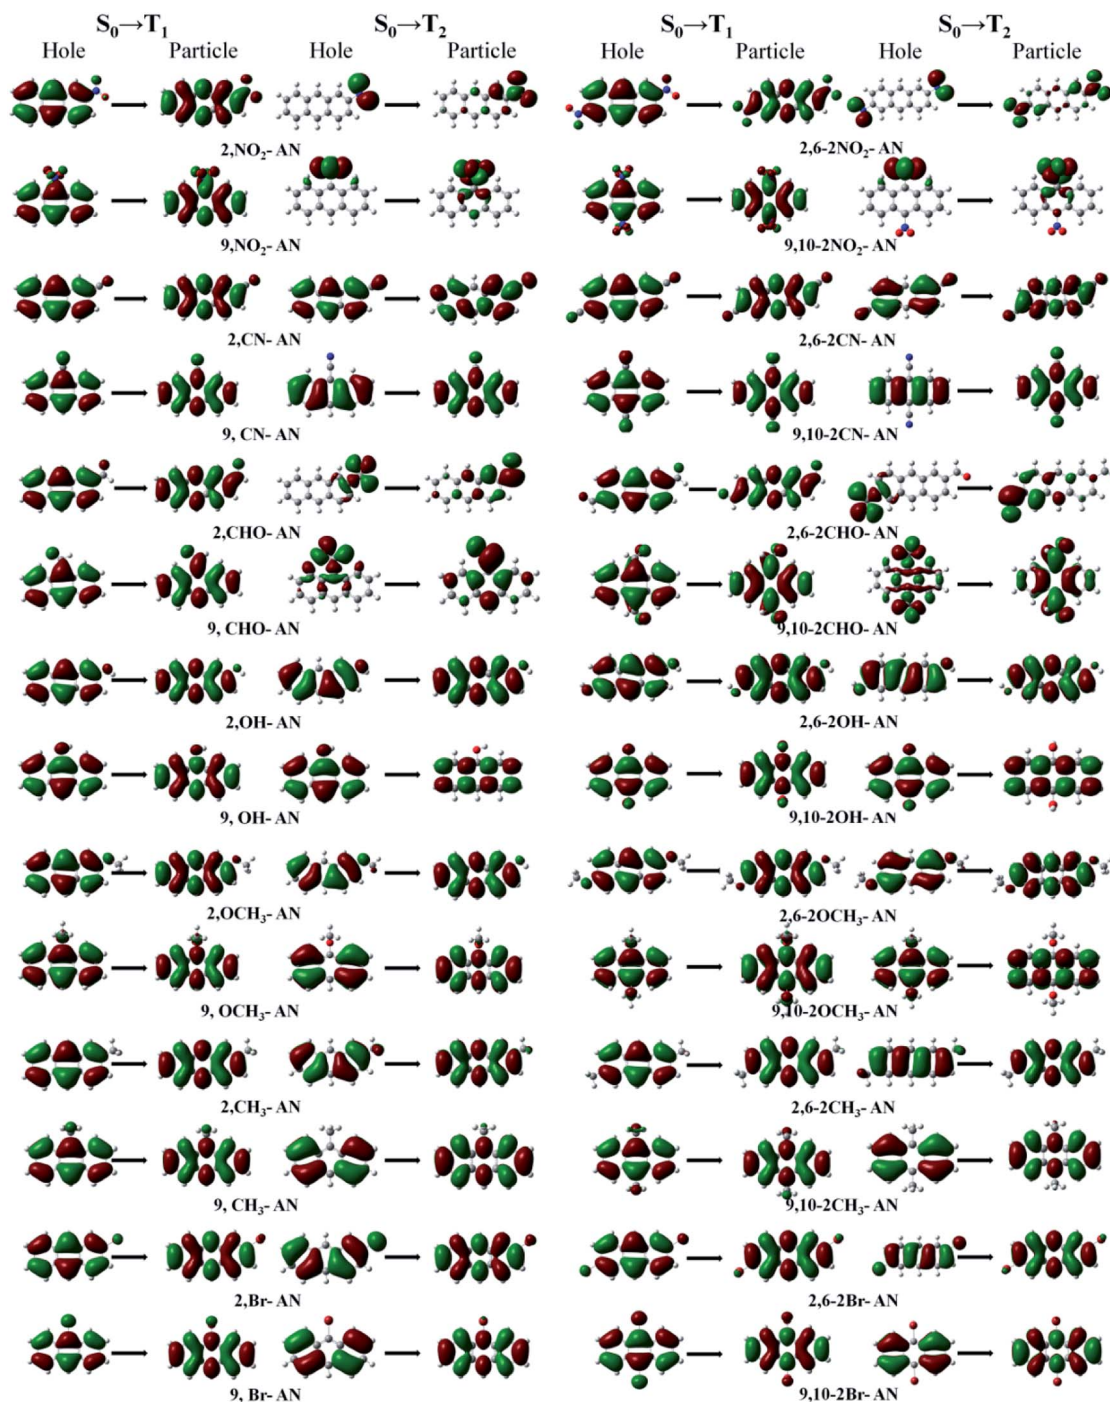 S₀→T₁ S₀→T₂ S₀→T₁ S₀→T₂
Hole Particle Hole Particle Hole Particle Hole Particle
2,NO₂- AN 2,6-2NO₂- AN
9,NO₂- AN 9,10-2NO₂- AN
2,CN- AN 2,6-2CN- AN
9, CN- AN 9,10-2CN- AN
2,CHO- AN 2,6-2CHO- AN
9, CHO- AN 9,10-2CHO- AN
2,OH- AN 2,6-2OH- AN
9, OH- AN 9,10-2OH- AN
2,OCH₃- AN 2,6-2OCH₃- AN
9, OCH₃- AN 9,10-2OCH₃- AN
2,CH₃- AN 2,6-2CH₃- AN
9, CH₃- AN 9,10-2CH₃- AN
2,Br- AN 2,6-2Br- AN
9, Br- AN 9,10-2Br- AN